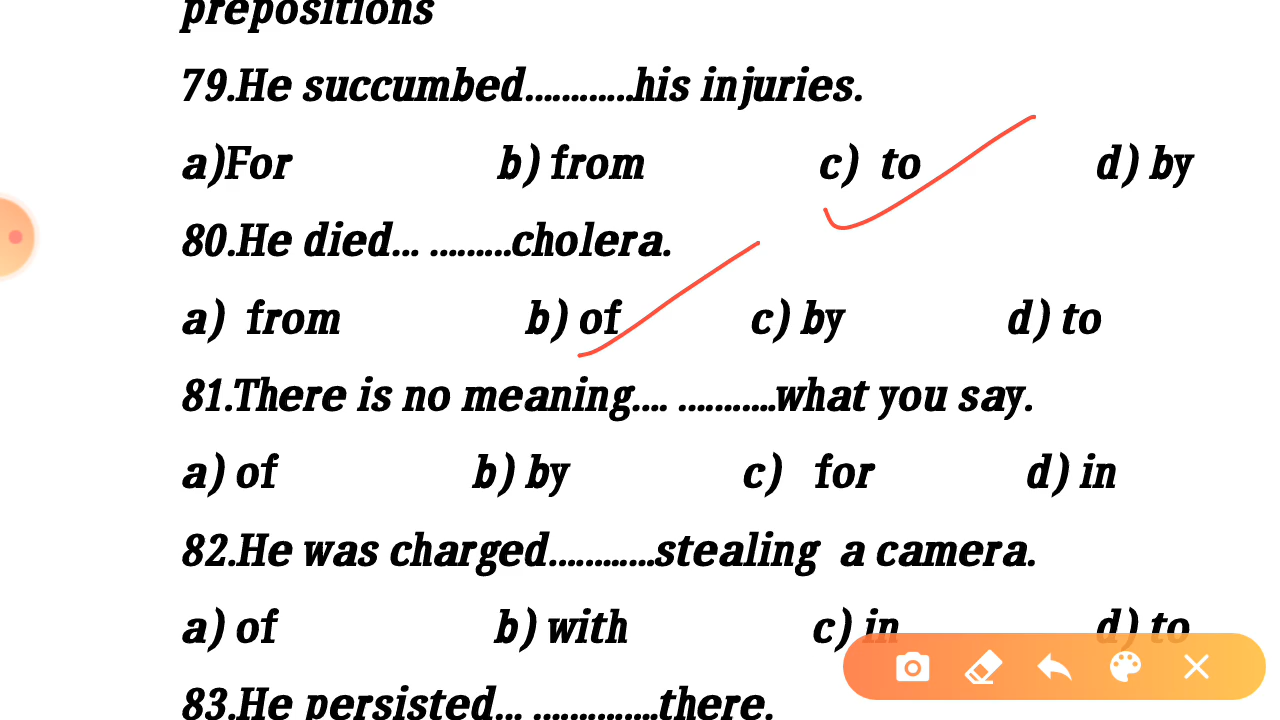 prepositions
79.He succumbed............his injuries.
a)For b) from c) to d) by
80.He died... .........cholera.
a) from b) of c) by d) to
81.There is no meaning.... ...........what you say.
a) of b) by c) for d) in
82.He was charged............stealing a camera.
a) of b) with c) in d) to
83.He persisted... ..............there.